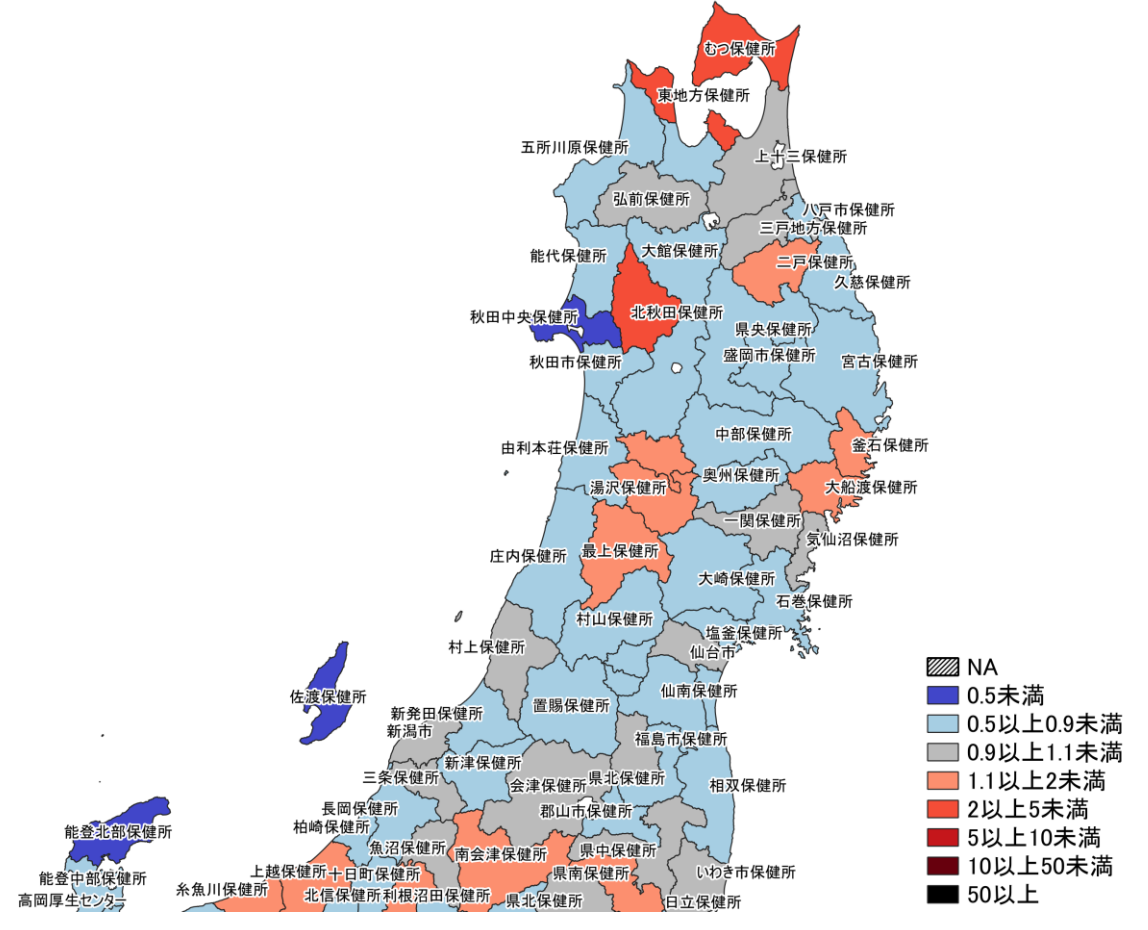 むつ保健所
東地方保健所
五所川原保健所
上十三保健所
弘前保健所
八戸市保健所
三戸地方保健所
能代保健所
大館保健所
二戸保健所
久慈保健所
秋田中央保健所
北秋田保健所
県央保健所
秋田市保健所
盛岡市保健所
宮古保健所
由利本荘保健所
中部保健所
釜石保健所
湯沢保健所
奥州保健所
大船渡保健所
一関保健所
気仙沼保健所
庄内保健所
最上保健所
大崎保健所
石巻保健所
村山保健所
塩釜保健所
村上保健所
仙台市
佐渡保健所
置賜保健所
仙南保健所
新発田保健所
新潟市
福島市保健所
新津保健所
三条保健所
会津保健所
県北保健所
相双保健所
長岡保健所
郡山市保健所
柏崎保健所
能登北部保健所
魚沼保健所
南会津保健所
県中保健所
能登中部保健所
上越保健所
十日町保健所
県南保健所
いわき市保健所
糸魚川保健所
北信保健所
利根沼田保健所
高岡厚生センター
県北保健所
日立保健所
NA
0.5未満
0.5以上0.9未満
0.9以上1.1未満
1.1以上2未満
2以上5未満
5以上10未満
10以上50未満
50以上